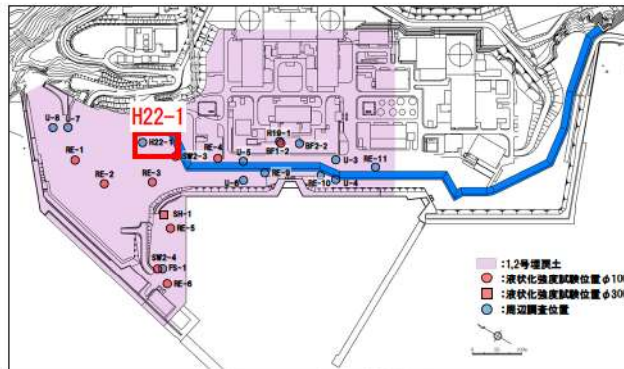 H22-1
U-8
U-7
H22-1
H19-1
BF1-2
BF2-2
RE-1
SW2-3
RE-4
U-5
U-3
RE-11
RE-2
RE-3
U-6
RE-9
RE-10
U-4
SH-1
RE-5
SW2-4
FS-1
RE-6
:1,2号埋戻土
:液状化強度試験位置φ100
:液状化強度試験位置φ300
:周辺調査位置